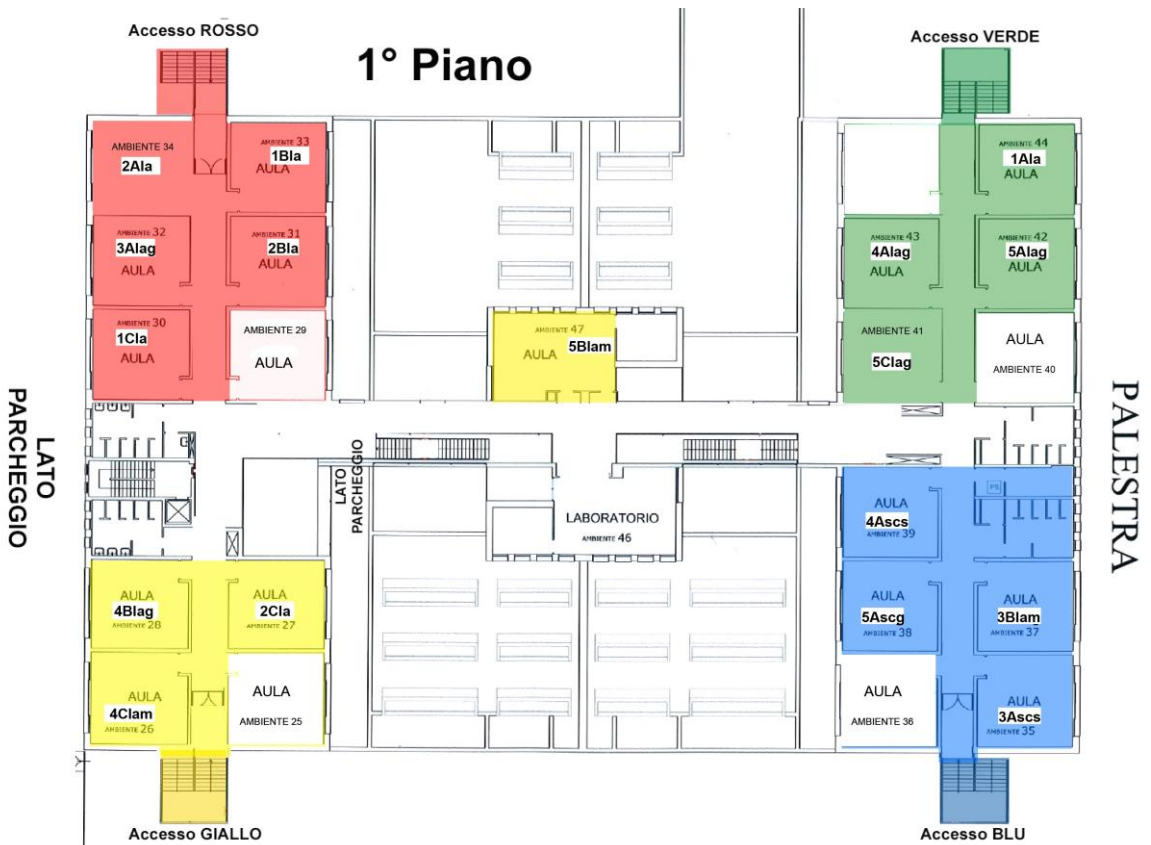 Accesso ROSSO
1° Piano
Accesso VERDE
AMBIENTE 34
2Ala
AMBIENTE 33
1Bla
AULA
AMBIENTE 32
3Alag
AULA
AMBIENTE 31
2Bla
AULA
AMBIENTE 30
1Cla
AULA
AMBIENTE 29
AULA
AMBIENTE 47
AULA
5Blam
AMBIENTE 44
1Ala
AULA
AMBIENTE 43
4Alag
AULA
AMBIENTE 42
5Alag
AULA
AMBIENTE 41
5Clag
AULA
AMBIENTE 40
LATO
PARCHEGGIO
LATO
PARCHEGGIO
PALESTRA
LABORATORIO
AMBIENTE 46
AULA
4Ascs
AMBIENTE 39
AULA
4Blag
AMBIENTE 28
AULA
2Cla
AMBIENTE 27
AULA
5Ascg
AMBIENTE 38
AULA
3Blam
AMBIENTE 37
AULA
4Clam
AMBIENTE 26
AULA
AMBIENTE 25
AULA
AMBIENTE 36
AULA
3Ascs
AMBIENTE 35
Accesso GIALLO
Accesso BLU